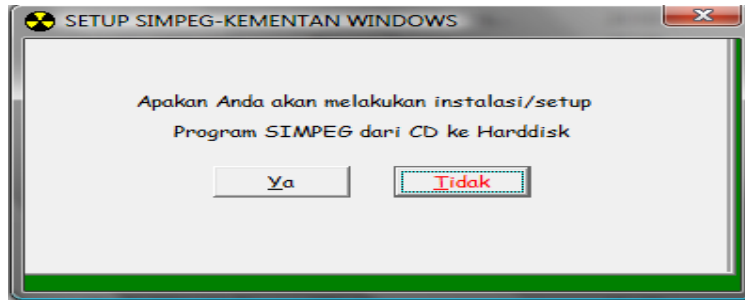 SETUP SIMPEG-KEMENTAN WINDOWS
Apakan Anda akan melakukan instalasi/setup
Program SIMPEG dari CD ke Harddisk
Ya
Tidak